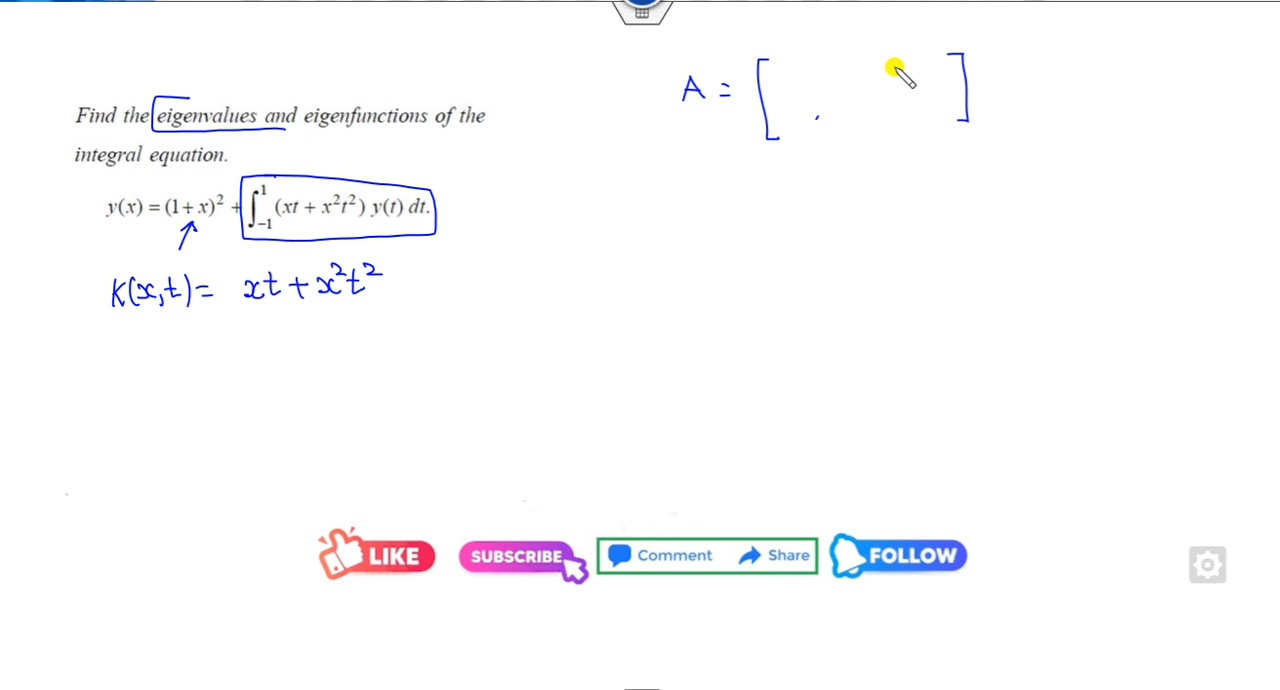 Find the eigenvalues and eigenfunctions of the
integral equation.
y(x) = (1+ x)² + ∫₋₁¹ (xt + x²t²) y(t) dt.
K(x,t) = xt + x²t²
A = [ . ]
LIKE
SUBSCRIBE
Comment Share
FOLLOW